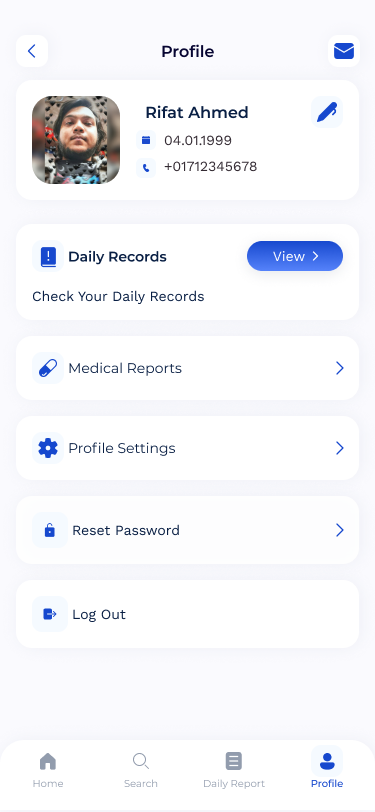 Profile
Rifat Ahmed
04.01.1999
+01712345678
Daily Records
View
Check Your Daily Records
Medical Reports
Profile Settings
Reset Password
Log Out
Home
Search
Daily Report
Profile